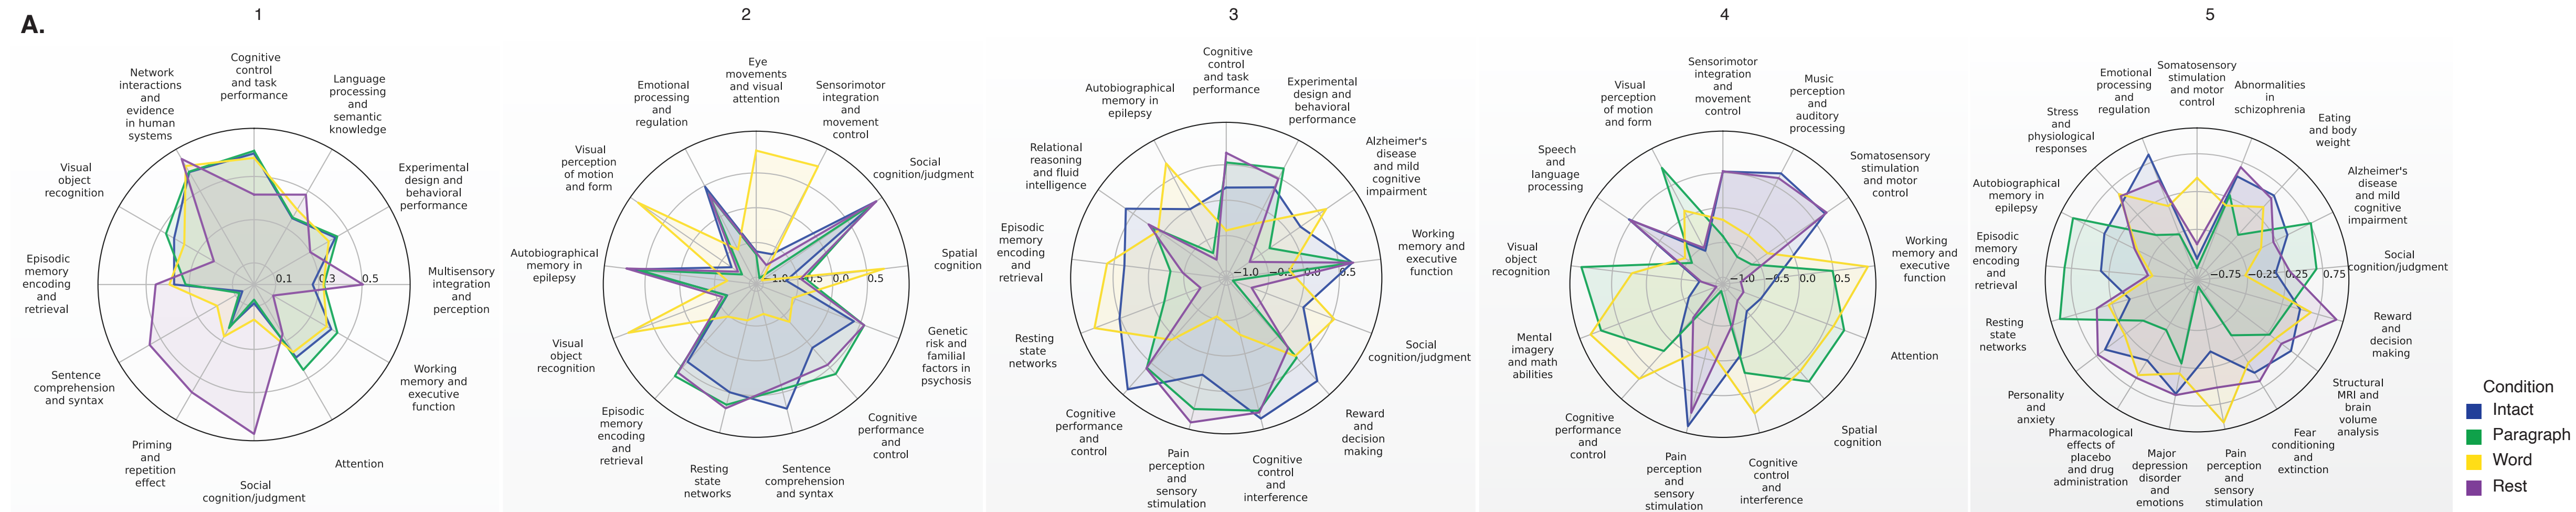 A.
1
Cognitive
control
and task
performance
Language
processing
and
semantic
knowledge
Experimental
design and
behavioral
performance
Multisensory
integration
and
perception
Working
memory and
executive
function
Attention
Social
cognition/judgment
Priming
and
repetition
effect
Sentence
comprehension
and syntax
Episodic
memory
encoding
and
retrieval
Visual
object
recognition
Network
interactions
and
evidence
in human
systems
0.1
0.3
0.5
2
Eye
movements
and visual
attention
Sensorimotor
integration
and
movement
control
Social
cognition/judgment
Spatial
cognition
Genetic
risk and
familial
factors in
psychosis
Cognitive
performance
and
control
Sentence
comprehension
and syntax
Resting
state
networks
Episodic
memory
encoding
and
retrieval
Visual
object
recognition
Autobiographical
memory in
epilepsy
Visual
perception
of motion
and form
Emotional
processing
and
regulation
−1.0
−0.5
0.0
0.5
3
Cognitive
control
and task
performance
Experimental
design and
behavioral
performance
Alzheimer's
disease
and mild
cognitive
impairment
Working
memory and
executive
function
Social
cognition/judgment
Reward
and
decision
making
Cognitive
control
and
interference
Pain
perception
and
sensory
stimulation
Cognitive
performance
and
control
Resting
state
networks
Episodic
memory
encoding
and
retrieval
Relational
reasoning
and fluid
intelligence
Autobiographical
memory in
epilepsy
−1.0
−0.5
0.0
0.5
4
Sensorimotor
integration
and
movement
control
Music
perception
and
auditory
processing
Somatosensory
stimulation
and motor
control
Working
memory and
executive
function
Attention
Spatial
cognition
Cognitive
control
and
interference
Pain
perception
and
sensory
stimulation
Cognitive
performance
and
control
Mental
imagery
and math
abilities
Visual
object
recognition
Speech
and
language
processing
Visual
perception
of motion
and form
−1.0
−0.5
0.0
0.5
5
Somatosensory
stimulation
and motor
control
Abnormalities
in
schizophrenia
Eating
and body
weight
Alzheimer's
disease
and mild
cognitive
impairment
Social
cognition/judgment
Reward
and
decision
making
Structural
MRI and
brain
volume
analysis
Fear
conditioning
and
extinction
Pain
perception
and
sensory
stimulation
Major
depression
disorder
and
emotions
Pharmacological
effects of
placebo
and drug
administration
Personality
and
anxiety
Resting
state
networks
Episodic
memory
encoding
and
retrieval
Autobiographical
memory in
epilepsy
Stress
and
physiological
responses
Emotional
processing
and
regulation
−0.75
−0.25
0.25
0.75
Condition
Intact
Paragraph
Word
Rest